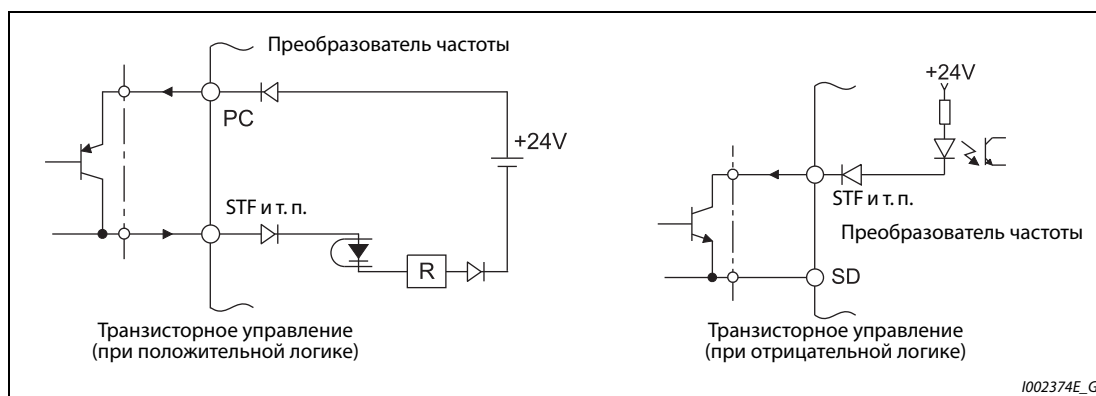 Преобразователь частоты
PC
+24V
STF и т. п.
R
Транзисторное управление
(при положительной логике)
+24V
STF и т. п.
Преобразователь частоты
SD
Транзисторное управление
(при отрицательной логике)
I002374E_G